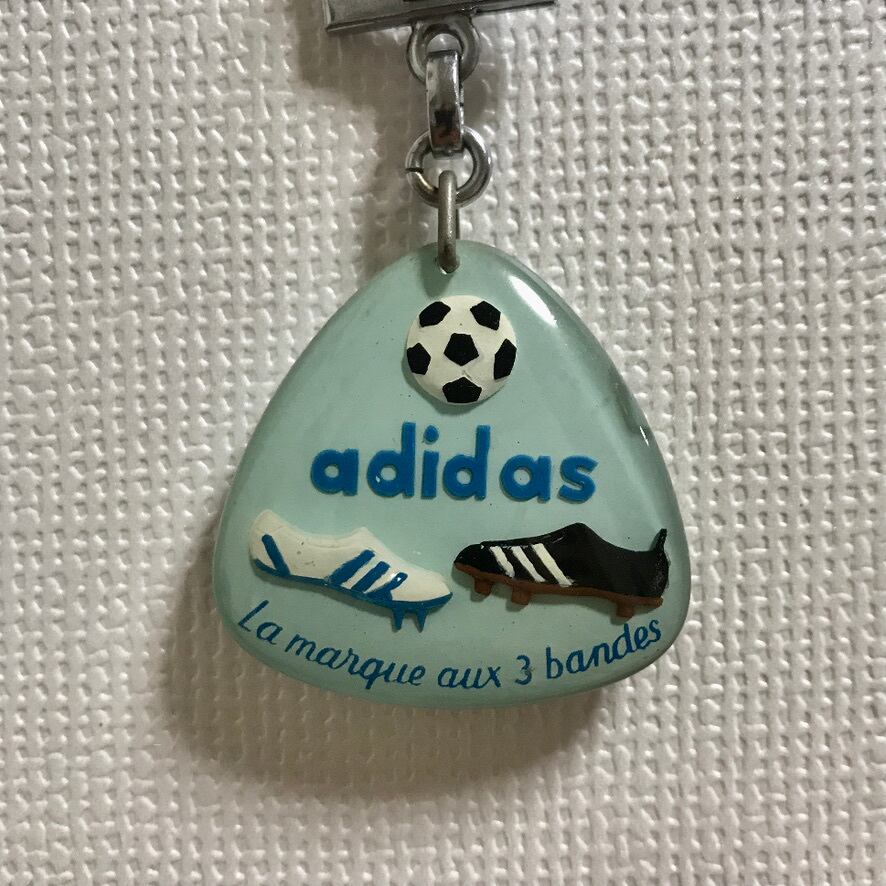 adidas
La marque aux 3 bandes